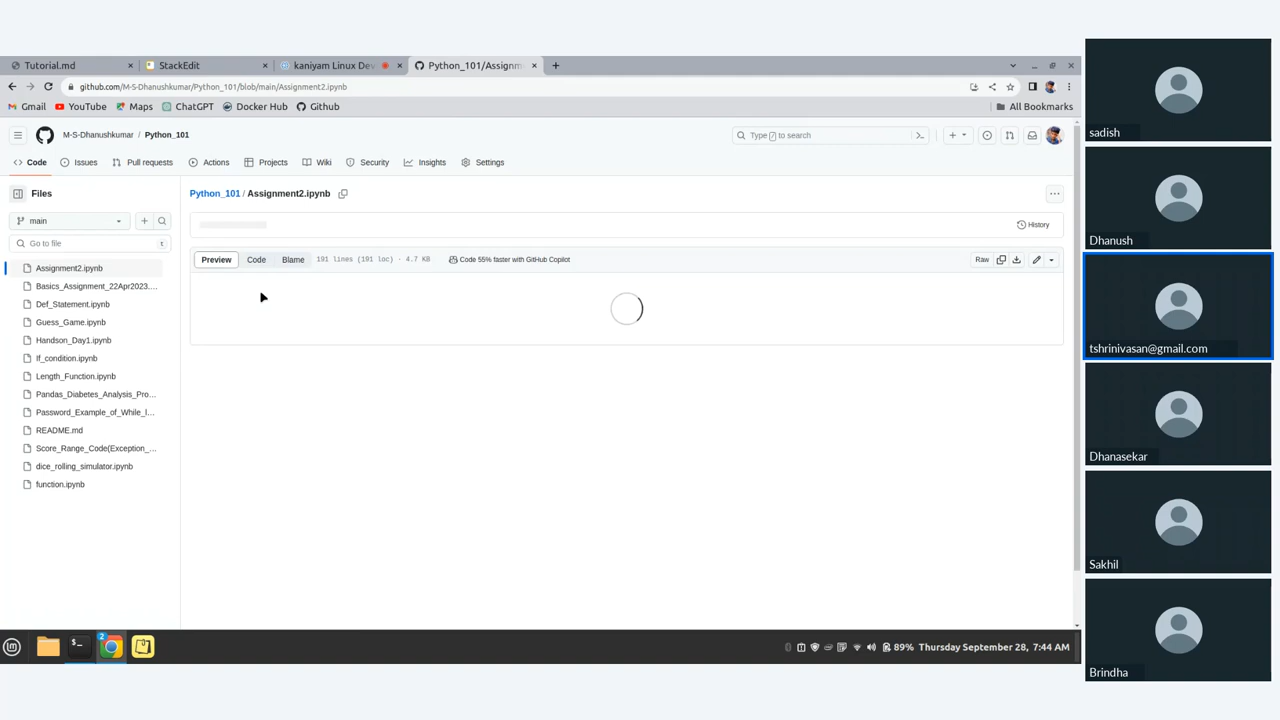 Tutorial.md
StackEdit
kaniyam Linux Dev
Python_101/Assignm
github.com/M-S-Dhanushkumar/Python_101/blob/main/Assignment2.ipynb
Gmail YouTube Maps ChatGPT Docker Hub Github All Bookmarks
M-S-Dhanushkumar / Python_101
Type / to search
Code Issues Pull requests Actions Projects Wiki Security Insights Settings
Files
main
Go to file t
Assignment2.ipynb
Basics_Assignment_22Apr2023....
Def_Statement.ipynb
Guess_Game.ipynb
Handson_Day1.ipynb
If_condition.ipynb
Length_Function.ipynb
Pandas_Diabetes_Analysis_Pro...
Password_Example_of_While_l...
README.md
Score_Range_Code(Exception_...
dice_rolling_simulator.ipynb
function.ipynb
Python_101 / Assignment2.ipynb
History
Preview Code Blame 191 lines (191 loc) · 4.7 KB Code 55% faster with GitHub Copilot Raw
2
89% Thursday September 28, 7:44 AM
sadish
Dhanush
tshrinivasan@gmail.com
Dhanasekar
Sakhil
Brindha